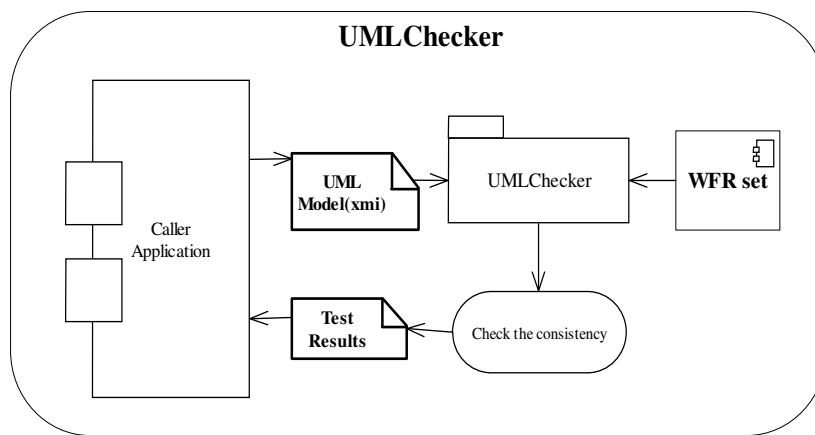 UMLChecker
Caller
Application
UML
Model(xmi)
UMLChecker
WFR set
Test
Results
Check the consistency